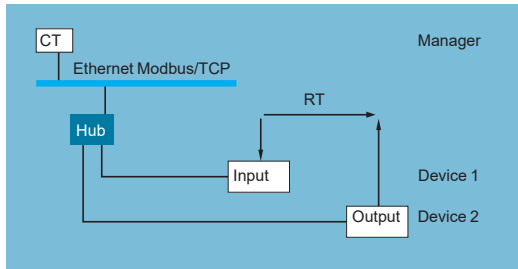 CT
Manager
Ethernet Modbus/TCP
RT
Hub
Input
Device 1
Output
Device 2